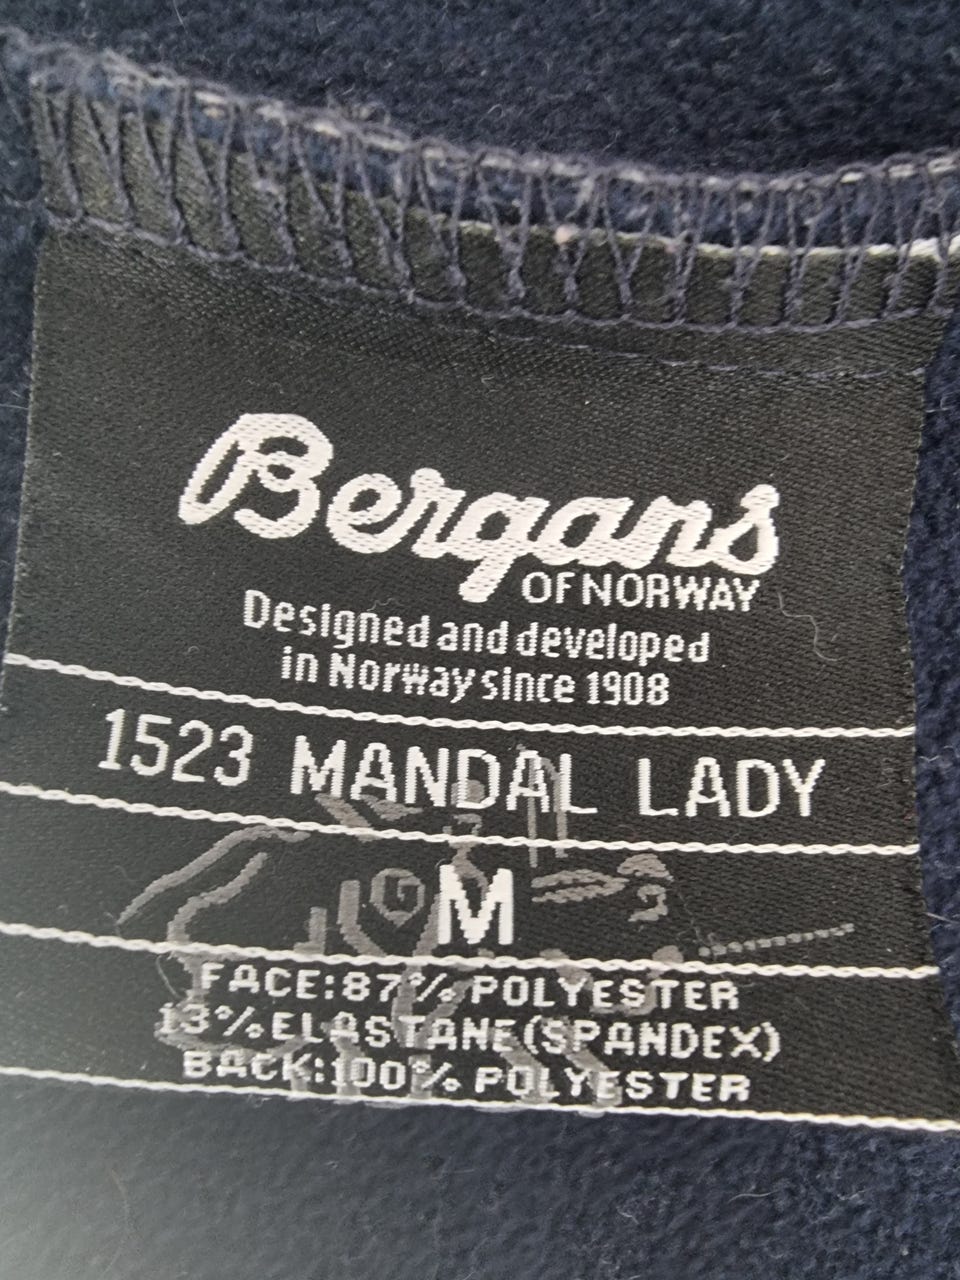 Bergans
OF NORWAY
Designed and developed
in Norway since 1908
1523 MANDAL LADY
M
FACE:87% POLYESTER
13% ELASTANE(SPANDEX)
BACK:100% POLYESTER